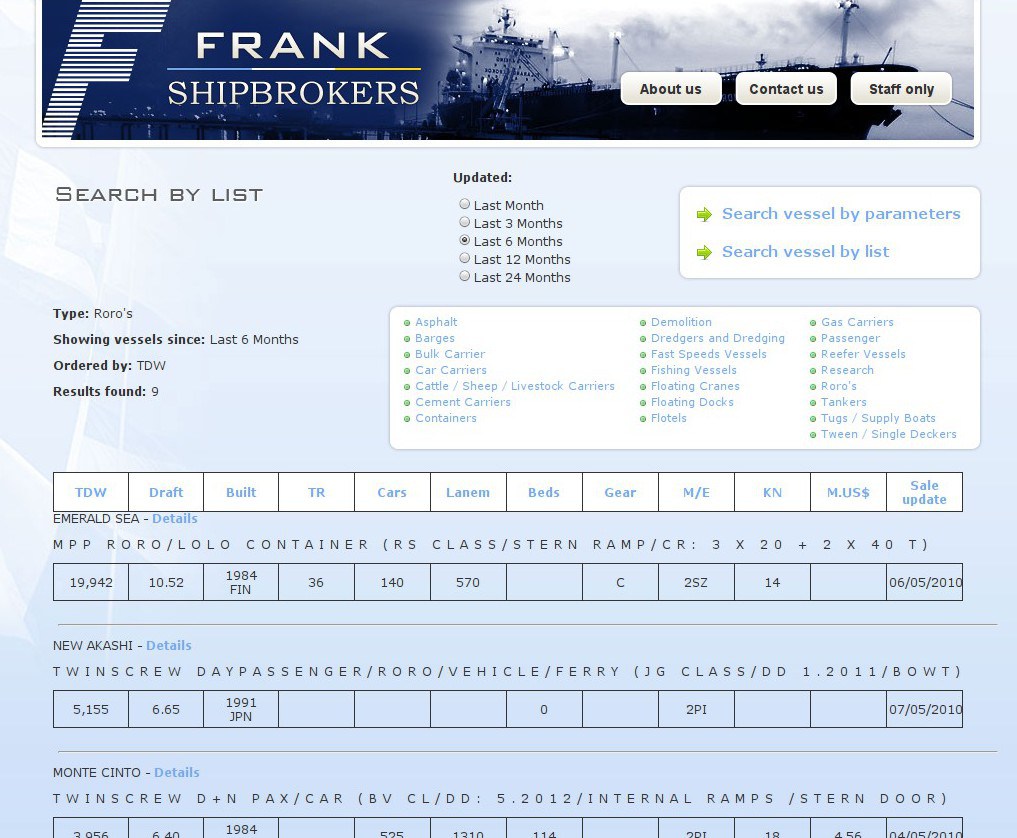 FRANK
SHIPBROKERS
About us
Contact us
Staff only
SEARCH BY LIST
Updated:
Last Month
Last 3 Months
Last 6 Months
Last 12 Months
Last 24 Months
Search vessel by parameters
Search vessel by list
Type: Roro's
Showing vessels since: Last 6 Months
Ordered by: TDW
Results found: 9
Asphalt
Barges
Bulk Carrier
Car Carriers
Cattle / Sheep / Livestock Carriers
Cement Carriers
Containers
Demolition
Dredgers and Dredging
Fast Speeds Vessels
Fishing Vessels
Floating Cranes
Floating Docks
Flotels
Gas Carriers
Passenger
Reefer Vessels
Research
Roro's
Tankers
Tugs / Supply Boats
Tween / Single Deckers
TDW Draft Built TR Cars Lanem Beds Gear M/E KN M.US$ Sale update
EMERALD SEA - Details
MPP RORO/LOLO CONTAINER (RS CLASS/STERN RAMP/CR: 3 X 20 + 2 X 40 T)
19,942 10.52 1984 FIN 36 140 570 C 2SZ 14 06/05/2010
NEW AKASHI - Details
TWINSCREW DAYPASSENGER/RORO/VEHICLE/FERRY (JG CLASS/DD 1.2011/BOWT)
5,155 6.65 1991 JPN 0 2PI 07/05/2010
MONTE CINTO - Details
TWINSCREW D+N PAX/CAR (BV CL/DD: 5.2012/INTERNAL RAMPS /STERN DOOR)
3,956 6.40 1984 525 1310 114 2PI 18 4.56 04/05/2010